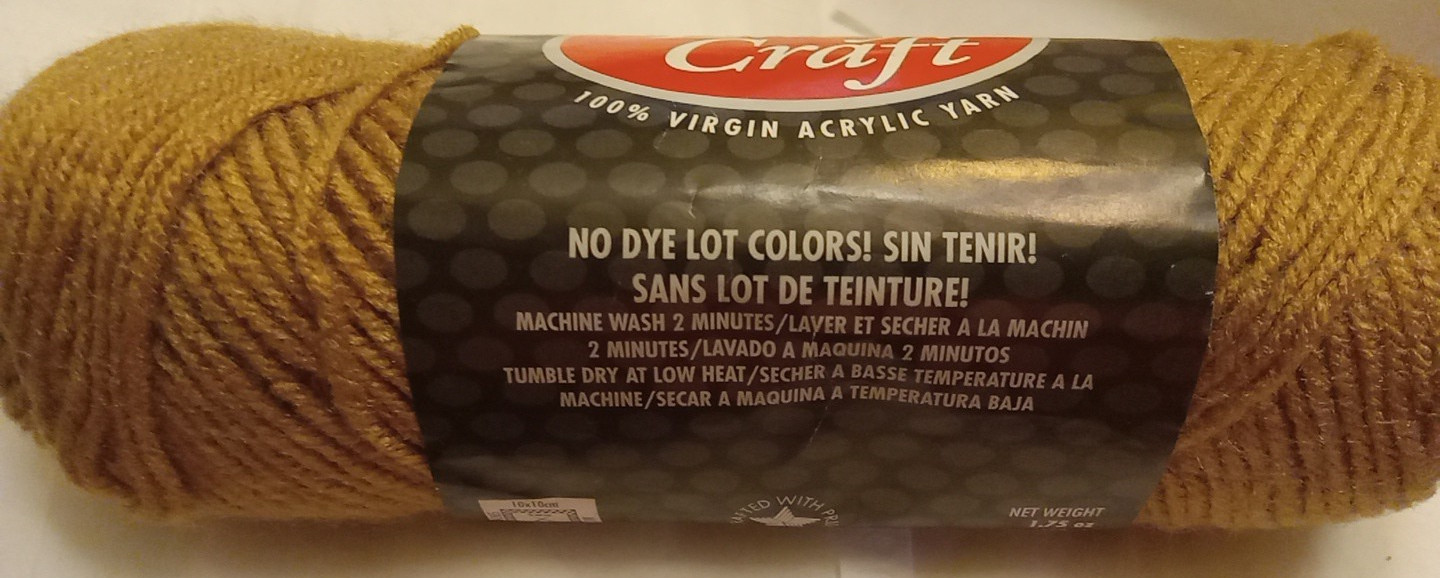 Craft
100% VIRGIN ACRYLIC YARN
NO DYE LOT COLORS! SIN TENIR!
SANS LOT DE TEINTURE!
MACHINE WASH 2 MINUTES/LAVER ET SECHER A LA MACHIN
2 MINUTES/LAVADO A MAQUINA 2 MINUTOS
TUMBLE DRY AT LOW HEAT/SECHER A BASSE TEMPERATURE A LA
MACHINE/SECAR A MAQUINA A TEMPERATURA BAJA
10x10cm
WITH
NET WEIGHT
1.75 oz